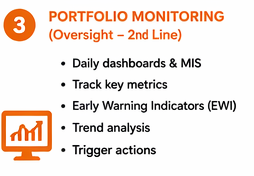 3
PORTFOLIO MONITORING
(Oversight – 2nd Line)
• Daily dashboards & MIS
• Track key metrics
• Early Warning Indicators (EWI)
• Trend analysis
• Trigger actions